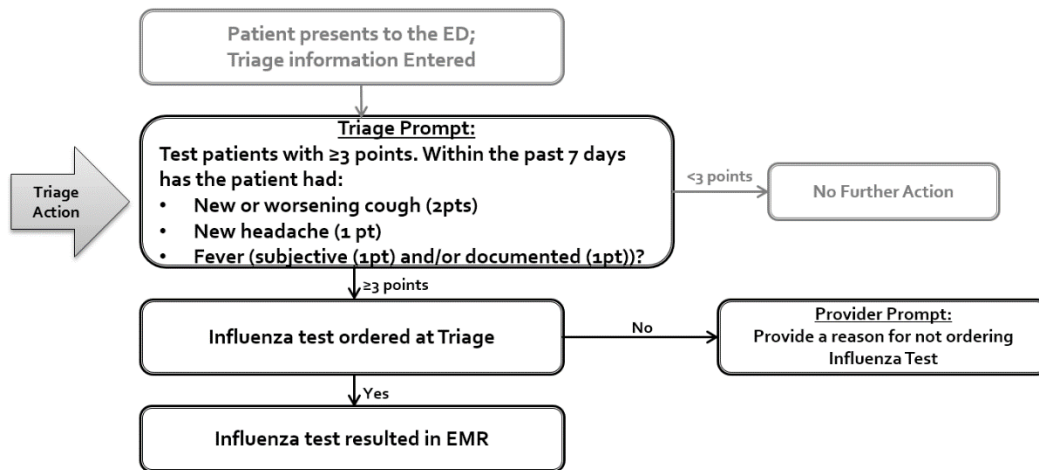 Patient presents to the ED;
Triage information Entered
Triage Prompt:
Test patients with ≥3 points. Within the past 7 days
has the patient had:
• New or worsening cough (2pts)
• New headache (1 pt)
• Fever (subjective (1pt) and/or documented (1pt))?
Triage
Action
<3 points
No Further Action
≥3 points
Influenza test ordered at Triage
No
Provider Prompt:
Provide a reason for not ordering
Influenza Test
Yes
Influenza test resulted in EMR